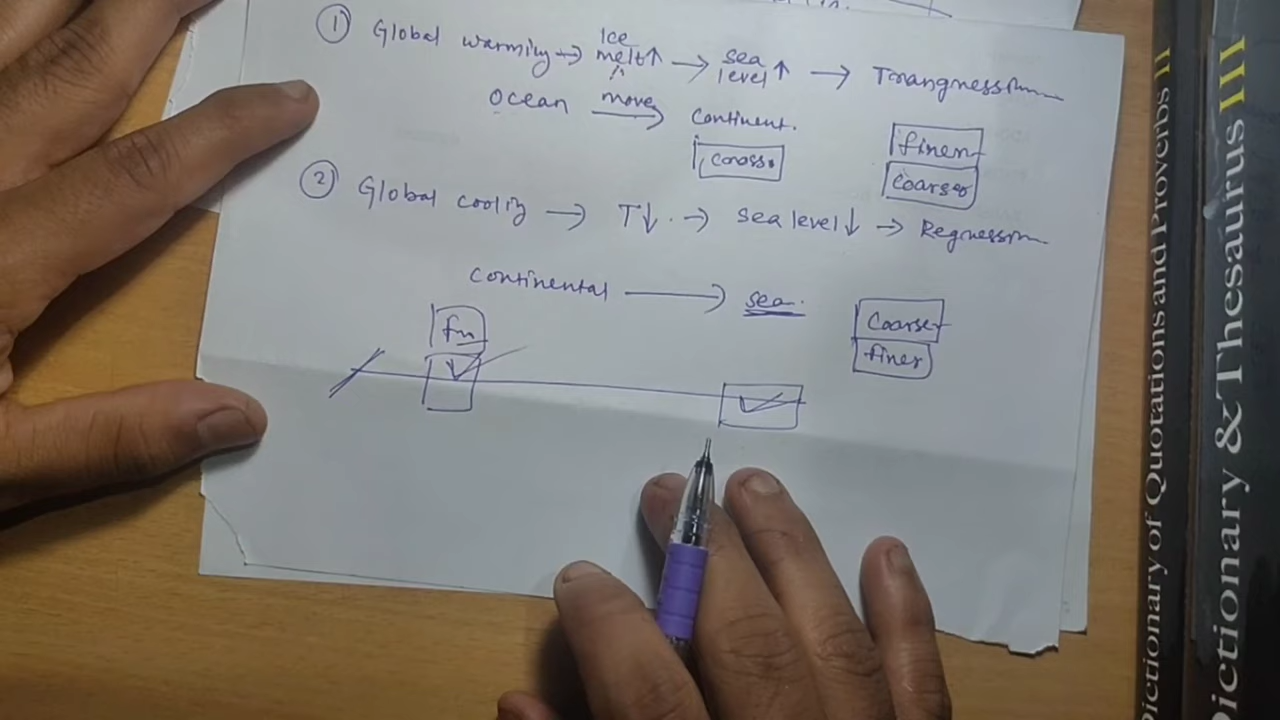 ① Global warming → Ice melt↑ → sea level ↑ → Transgression
Ocean move → Continent.
finer
Coarse
coarser
② Global cooling → T↓. → Sea level↓ → Regression
Continental → sea.
Coarser
finer
fm
Dictionary of Quotations and Proverbs II
Dictionary & Thesaurus III